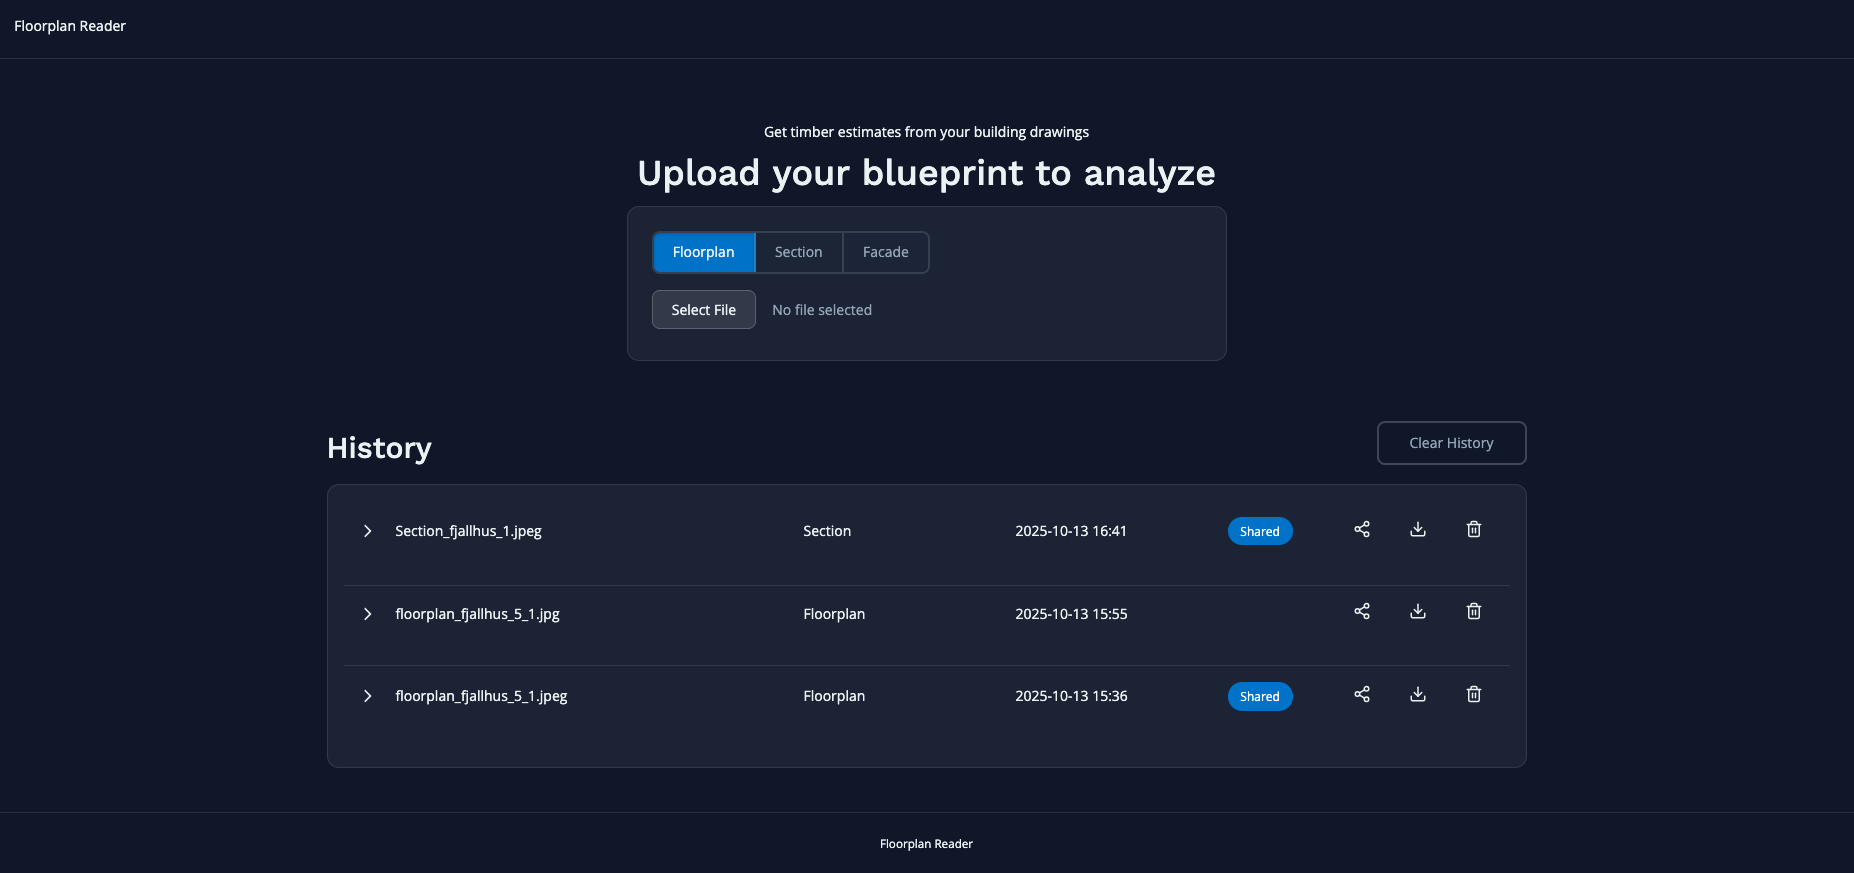 Floorplan Reader
Get timber estimates from your building drawings
Upload your blueprint to analyze
Floorplan Section Facade
Select File No file selected
History Clear History
Section_fjallhus_1.jpeg Section 2025-10-13 16:41 Shared
floorplan_fjallhus_5_1.jpg Floorplan 2025-10-13 15:55
floorplan_fjallhus_5_1.jpeg Floorplan 2025-10-13 15:36 Shared
Floorplan Reader